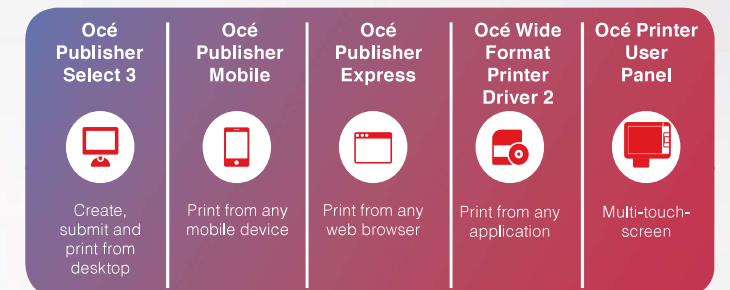 Océ
Publisher
Select 3
Create,
submit and
print from
desktop
Océ
Publisher
Mobile
Print from any
mobile device
Océ
Publisher
Express
Print from any
web browser
Océ Wide
Format
Printer
Driver 2
Print from any
application
Océ Printer
User
Panel
Multi-touch-
screen